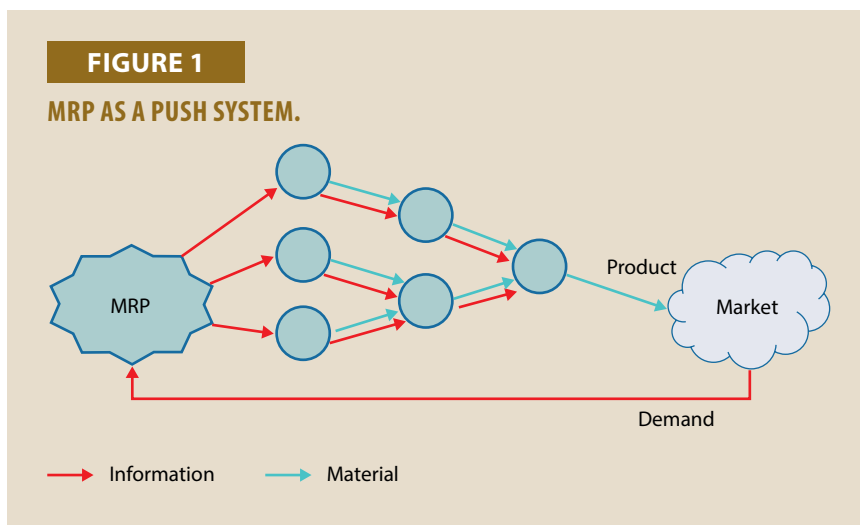 FIGURE 1
MRP AS A PUSH SYSTEM.
Product
MRP
Market
Demand
Information
Material